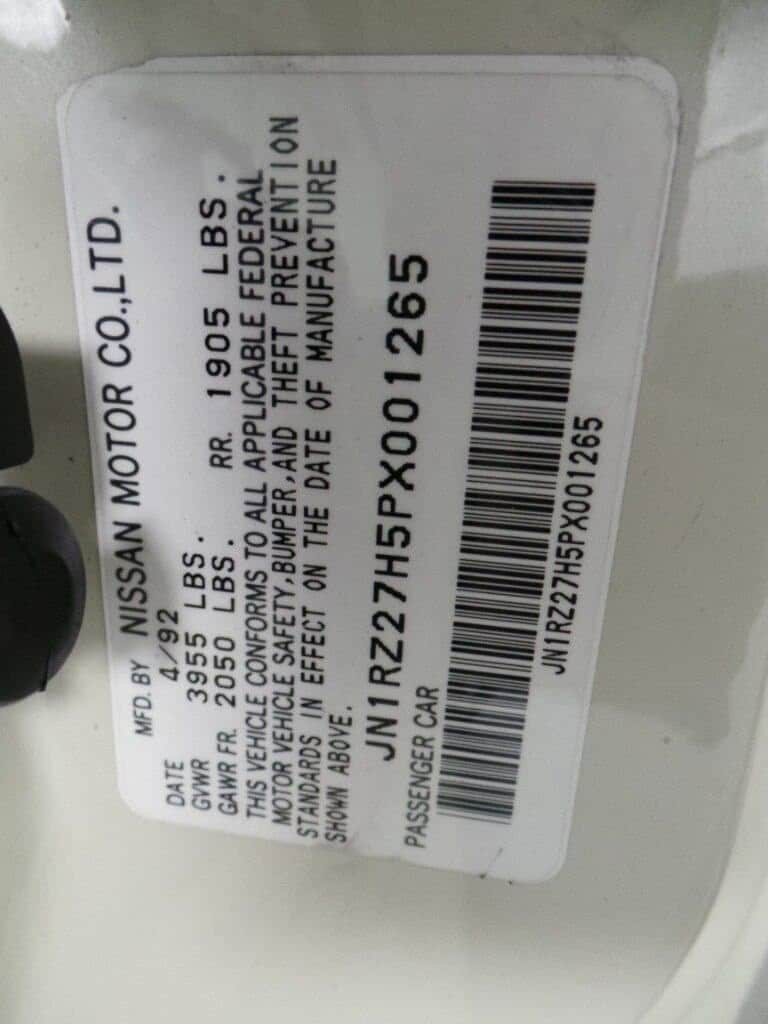 MFD. BY NISSAN MOTOR CO.,LTD.
DATE 4/92
GVWR 3955 LBS.
GAWR FR. 2050 LBS. RR. 1905 LBS.
THIS VEHICLE CONFORMS TO ALL APPLICABLE FEDERAL
MOTOR VEHICLE SAFETY,BUMPER,AND THEFT PREVENTION
STANDARDS IN EFFECT ON THE DATE OF MANUFACTURE
SHOWN ABOVE.
JN1RZ27H5PX001265
PASSENGER CAR
JN1RZ27H5PX001265